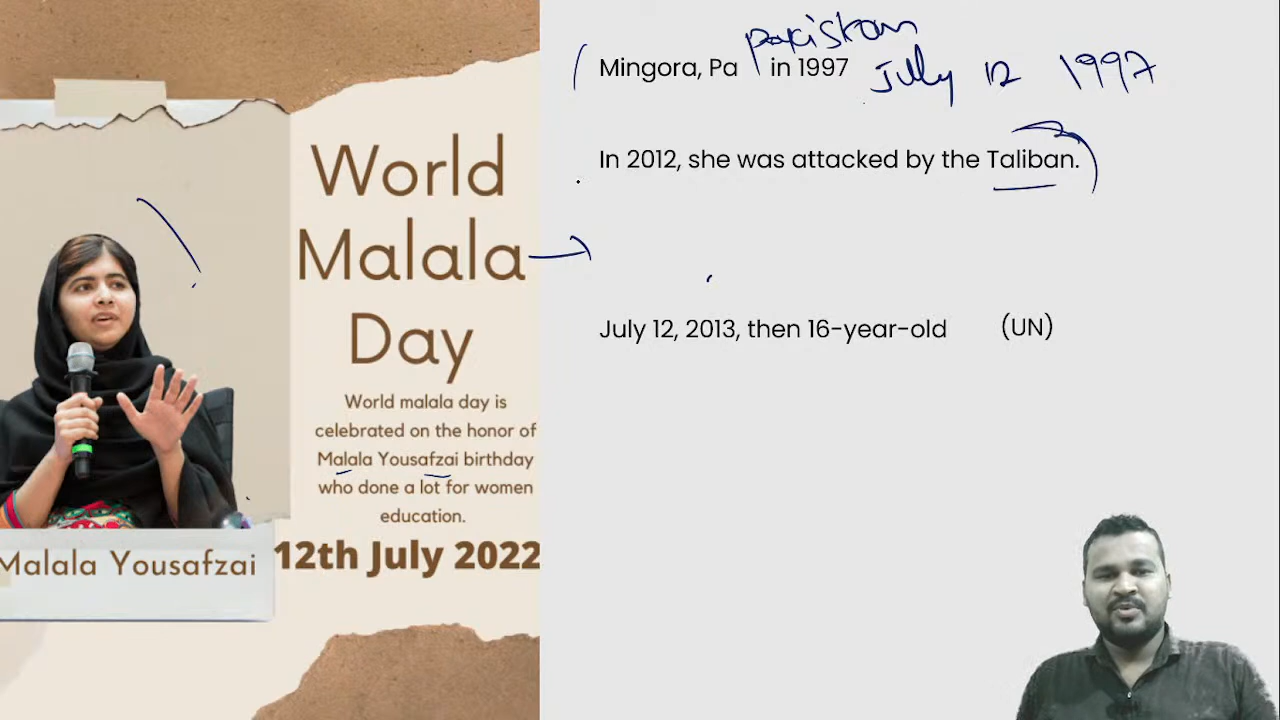 World
Malala
Day
World malala day is
celebrated on the honor of
Malala Yousafzai birthday
who done a lot for women
education.
12th July 2022
Malala Yousafzai
pakistan
Mingora, Pa in 1997 July 12 1997
In 2012, she was attacked by the Taliban.
July 12, 2013, then 16-year-old (UN)